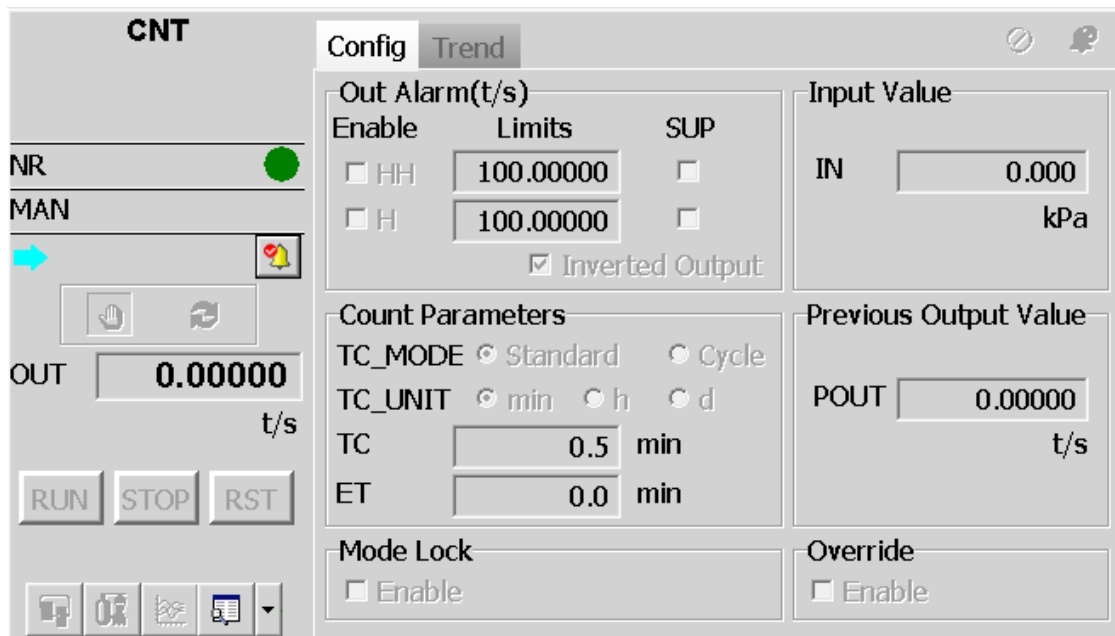 CNT
NR
MAN
OUT 0.00000
t/s
RUN STOP RST
Config Trend
Out Alarm(t/s)
Enable Limits SUP
HH 100.00000
H 100.00000
Inverted Output
Input Value
IN 0.000
kPa
Count Parameters
TC_MODE Standard Cycle
TC_UNIT min h d
TC 0.5 min
ET 0.0 min
Previous Output Value
POUT 0.00000
t/s
Mode Lock
Enable
Override
Enable